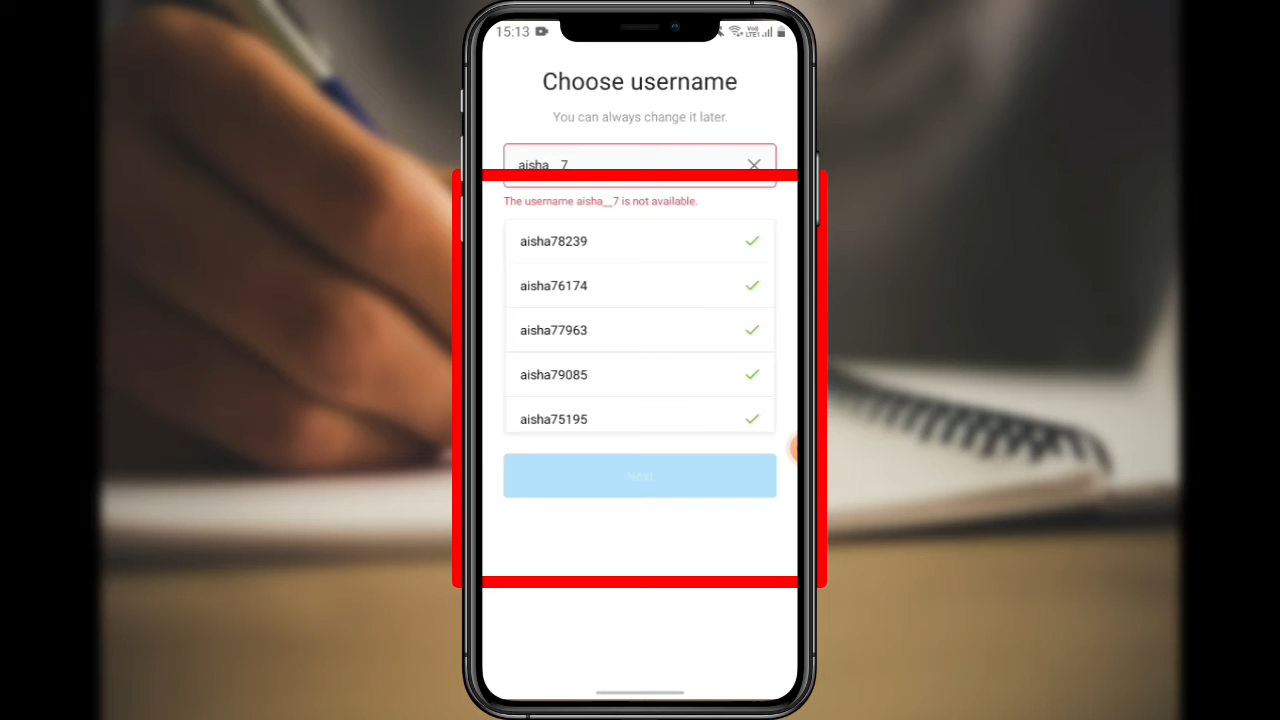 15:13
Choose username
You can always change it later.
aisha__7
The username aisha__7 is not available.
aisha78239
aisha76174
aisha77963
aisha79085
aisha75195
Next